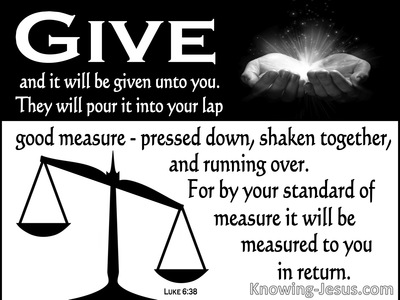 GIVE
and it will be given unto you.
They will pour it into your lap
good measure - pressed down, shaken together,
and running over.
For by your standard of
measure it will be
measured to you
in return.
LUKE 6:38
Knowing-Jesus.com